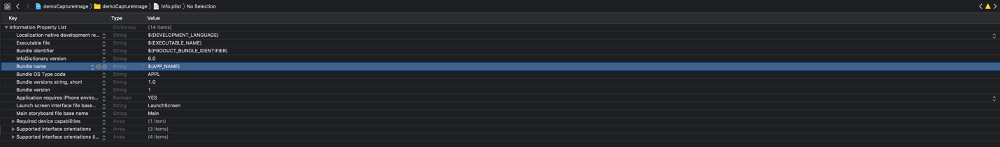 demoCaptureImage demoCaptureImage Info.plist No Selection
Key Type Value
Information Property List Dictionary (14 items)
Localization native development re... String $(DEVELOPMENT_LANGUAGE)
Executable file String $(EXECUTABLE_NAME)
Bundle identifier String $(PRODUCT_BUNDLE_IDENTIFIER)
InfoDictionary version String 6.0
Bundle name String $(APP_NAME)
Bundle OS Type code String APPL
Bundle versions string, short String 1.0
Bundle version String 1
Application requires iPhone enviro... Boolean YES
Launch screen interface file base... String LaunchScreen
Main storyboard file base name String Main
Required device capabilities Array (1 item)
Supported interface orientations Array (3 items)
Supported interface orientations (i... Array (4 items)